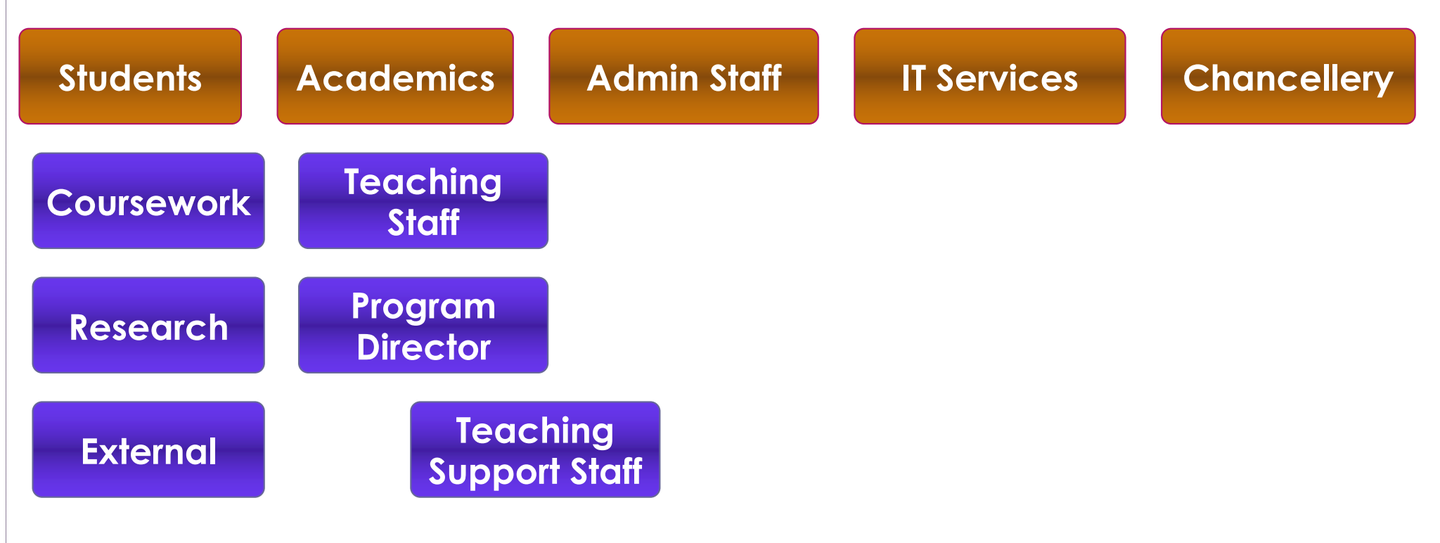 Students
Academics
Admin Staff
IT Services
Chancellery
Coursework
Teaching
Staff
Research
Program
Director
External
Teaching
Support Staff